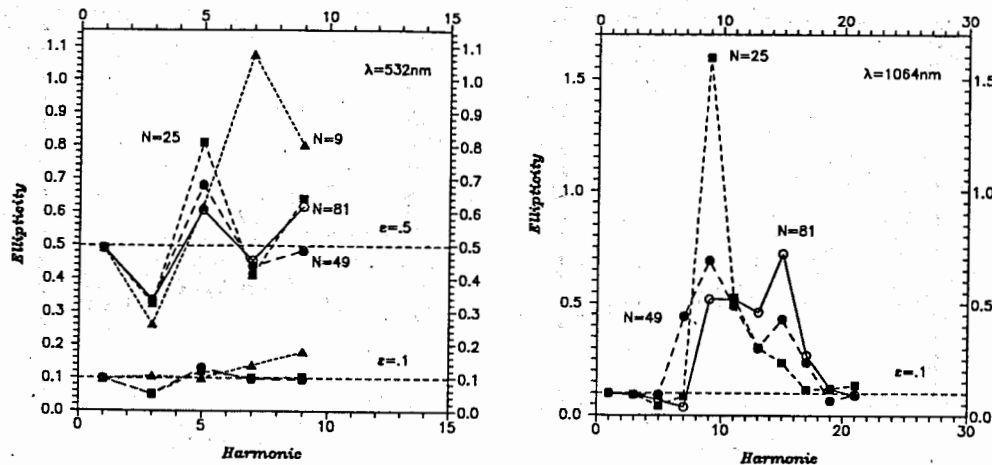 0 5 10 15
1.1 1.1
1.0 1.0
0.9 0.9
0.8 0.8
0.7 0.7
0.6 0.6
0.5 0.5
0.4 0.4
0.3 0.3
0.2 0.2
0.1 0.1
0.0 0.0
0 5 10 15
Ellipticity
Harmonic
λ=532nm
N=25
N=9
N=81
ε=.5
N=49
ε=.1
0 10 20 30
1.5 1.5
1.0 1.0
0.5 0.5
0.0 0.0
0 10 20 30
Ellipticity
Harmonic
N=25
λ=1064nm
N=81
N=49
ε=.1